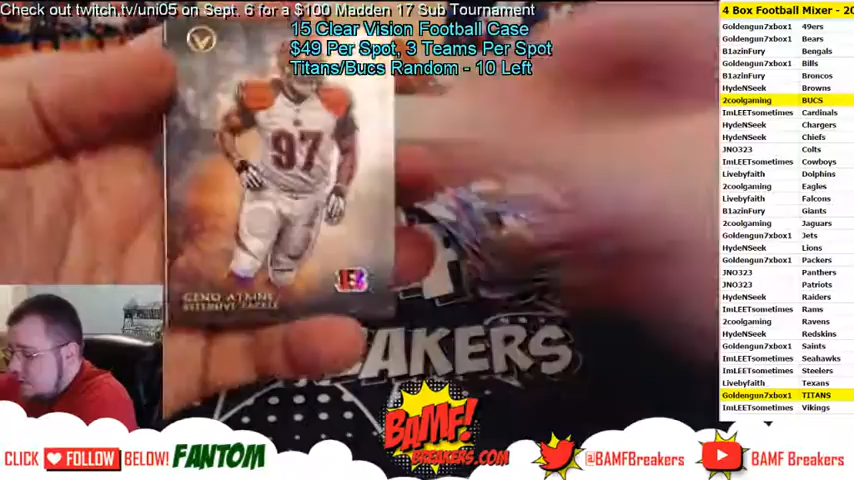 Check out twitch.tv/uni05 on Sept. 6 for a $100 Madden 17 Sub Tournament
15 Clear Vision Football Case
$49 Per Spot, 3 Teams Per Spot
Titans/Bucs Random - 10 Left
97
GENO ATKINS
DEFENSIVE TACKLE
AKERS
4 Box Football Mixer - 20
Goldengun7xbox1 49ers
Goldengun7xbox1 Bears
B1azinFury Bengals
Goldengun7xbox1 Bills
B1azinFury Broncos
HydeNSeek Browns
2coolgaming BUCS
ImLEETsometimes Cardinals
HydeNSeek Chargers
HydeNSeek Chiefs
JNO323 Colts
ImLEETsometimes Cowboys
Livebyfaith Dolphins
2coolgaming Eagles
Livebyfaith Falcons
B1azinFury Giants
2coolgaming Jaguars
Goldengun7xbox1 Jets
HydeNSeek Lions
Goldengun7xbox1 Packers
JNO323 Panthers
JNO323 Patriots
HydeNSeek Raiders
ImLEETsometimes Rams
2coolgaming Ravens
HydeNSeek Redskins
Goldengun7xbox1 Saints
ImLEETsometimes Seahawks
ImLEETsometimes Steelers
Livebyfaith Texans
Goldengun7xbox1 TITANS
ImLEETsometimes Vikings
BREAKERS
CLICK FOLLOW BELOW! FANTOM
BAMF!
BREAKERS.COM
@BAMFBreakers
BAMF Breakers